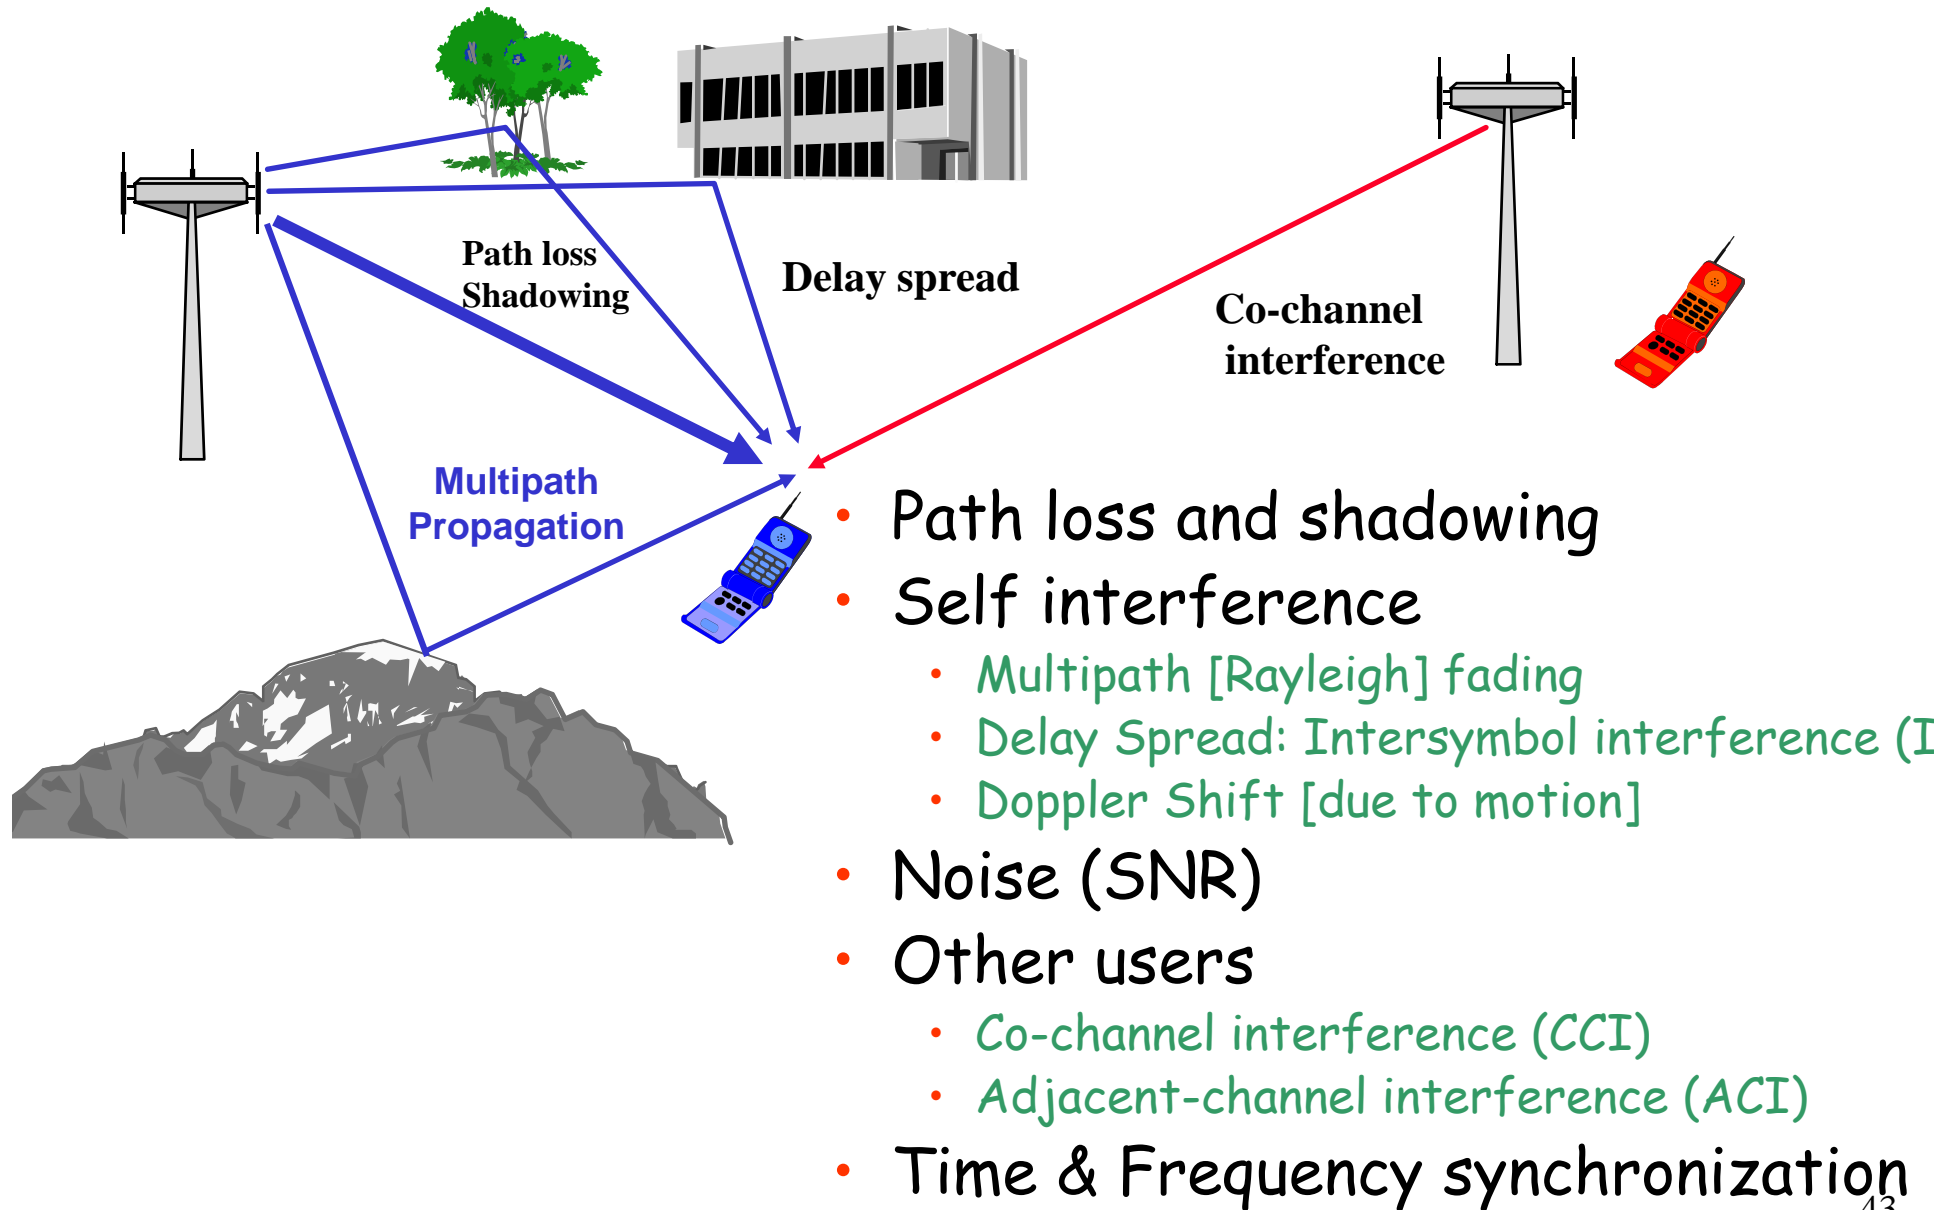 Path loss
Shadowing
Delay spread
Co-channel
interference
Multipath
Propagation
• Path loss and shadowing
• Self interference
• Multipath [Rayleigh] fading
• Delay Spread: Intersymbol interference (I
• Doppler Shift [due to motion]
• Noise (SNR)
• Other users
• Co-channel interference (CCI)
• Adjacent-channel interference (ACI)
• Time & Frequency synchronization
43